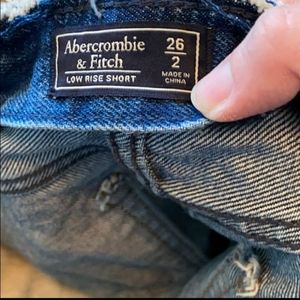 Abercrombie
& Fitch
LOW RISE SHORT
26
2
MADE IN
CHINA